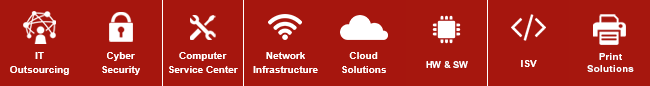 IT
Outsourcing
Cyber
Security
Computer
Service Center
Network
Infrastructure
Cloud
Solutions
HW & SW
ISV
Print
Solutions